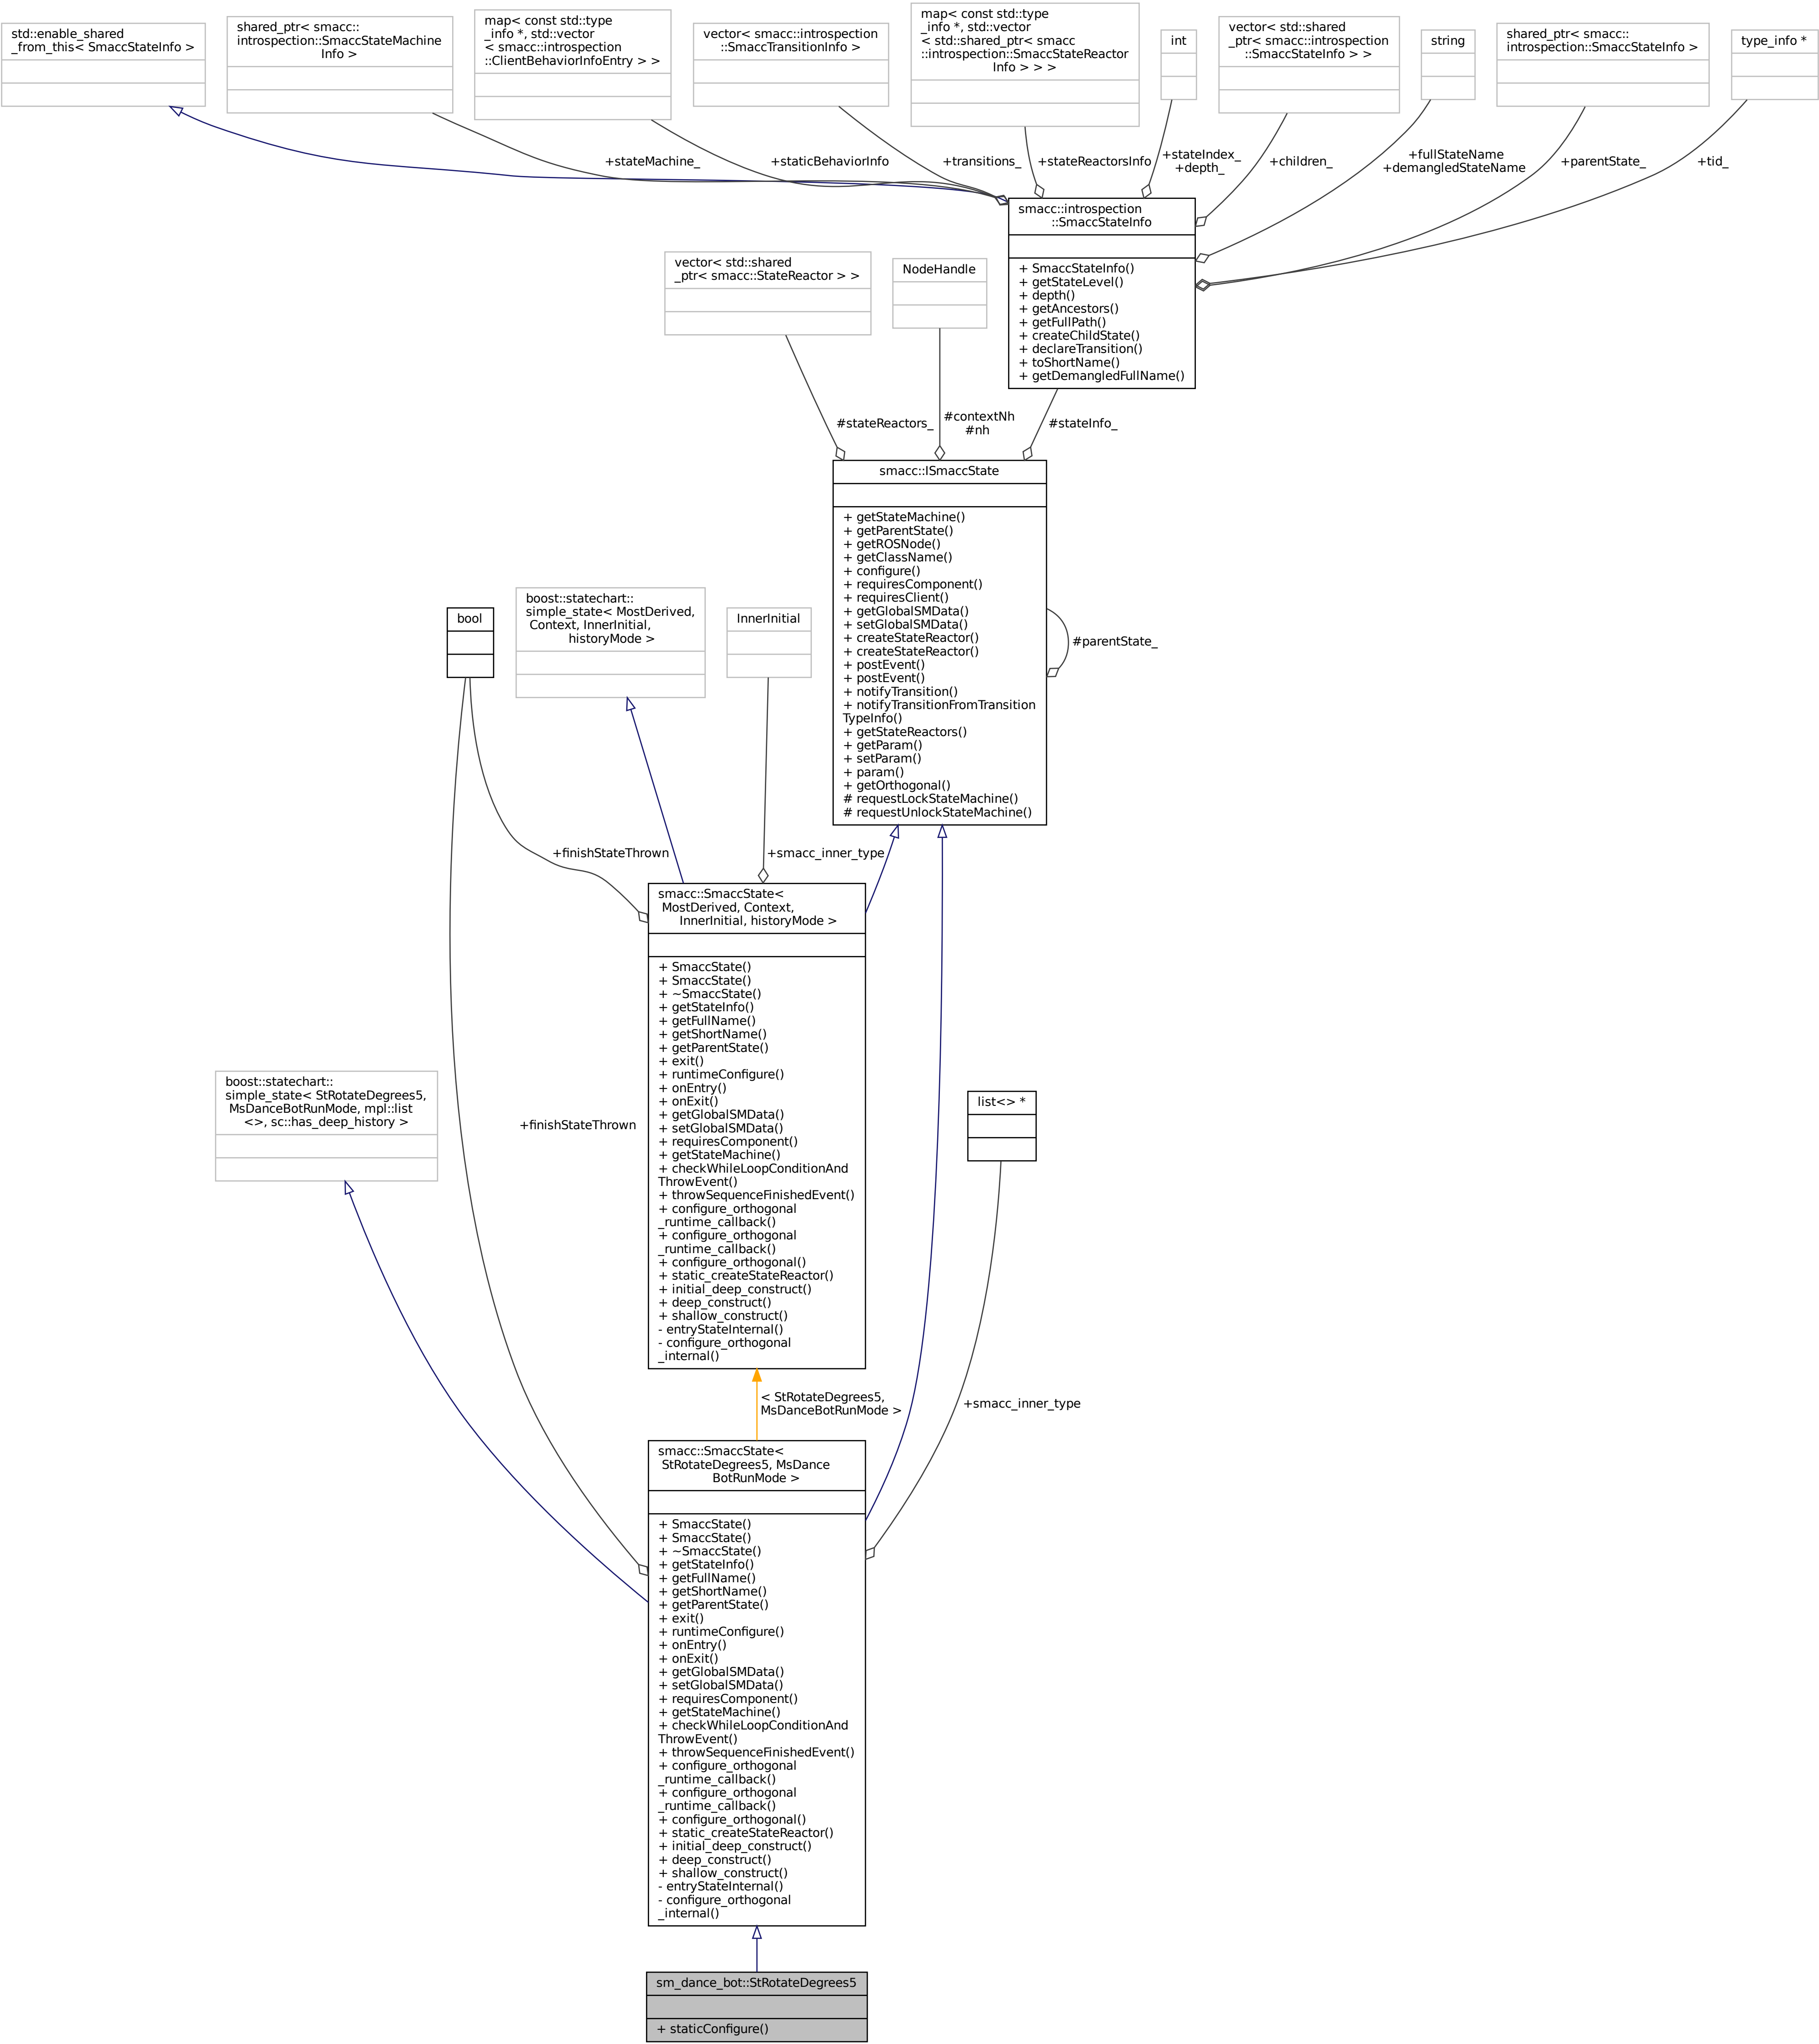 std::enable_shared
_from_this< SmaccStateInfo >
shared_ptr< smacc::
introspection::SmaccStateMachine
Info >
map< const std::type
_info *, std::vector
< smacc::introspection
::ClientBehaviorInfoEntry > >
vector< smacc::introspection
::SmaccTransitionInfo >
map< const std::type
_info *, std::vector
< std::shared_ptr< smacc
::introspection::SmaccStateReactor
Info > > >
int
vector< std::shared
_ptr< smacc::introspection
::SmaccStateInfo > >
string
shared_ptr< smacc::
introspection::SmaccStateInfo >
type_info *
+stateMachine_
+staticBehaviorInfo
+transitions_
+stateReactorsInfo
+stateIndex_
+depth_
+children_
+fullStateName
+demangledStateName
+parentState_
+tid_
smacc::introspection
::SmaccStateInfo
+ SmaccStateInfo()
+ getStateLevel()
+ depth()
+ getAncestors()
+ getFullPath()
+ createChildState()
+ declareTransition()
+ toShortName()
+ getDemangledFullName()
vector< std::shared
_ptr< smacc::StateReactor > >
NodeHandle
#stateReactors_
#contextNh
#nh
#stateInfo_
smacc::ISmaccState
+ getStateMachine()
+ getParentState()
+ getROSNode()
+ getClassName()
+ configure()
+ requiresComponent()
+ requiresClient()
+ getGlobalSMData()
+ setGlobalSMData()
+ createStateReactor()
+ createStateReactor()
+ postEvent()
+ postEvent()
+ notifyTransition()
+ notifyTransitionFromTransition
TypeInfo()
+ getStateReactors()
+ getParam()
+ setParam()
+ param()
+ getOrthogonal()
# requestLockStateMachine()
# requestUnlockStateMachine()
#parentState_
bool
boost::statechart::
simple_state< MostDerived,
Context, InnerInitial,
historyMode >
InnerInitial
+finishStateThrown
+smacc_inner_type
smacc::SmaccState<
MostDerived, Context,
InnerInitial, historyMode >
+ SmaccState()
+ SmaccState()
+ ~SmaccState()
+ getStateInfo()
+ getFullName()
+ getShortName()
+ getParentState()
+ exit()
+ runtimeConfigure()
+ onEntry()
+ onExit()
+ getGlobalSMData()
+ setGlobalSMData()
+ requiresComponent()
+ getStateMachine()
+ checkWhileLoopConditionAnd
ThrowEvent()
+ throwSequenceFinishedEvent()
+ configure_orthogonal
_runtime_callback()
+ configure_orthogonal
_runtime_callback()
+ configure_orthogonal()
+ static_createStateReactor()
+ initial_deep_construct()
+ deep_construct()
+ shallow_construct()
- entryStateInternal()
- configure_orthogonal
_internal()
boost::statechart::
simple_state< StRotateDegrees5,
MsDanceBotRunMode, mpl::list
<>, sc::has_deep_history >
+finishStateThrown
list<> *
< StRotateDegrees5,
MsDanceBotRunMode >
+smacc_inner_type
smacc::SmaccState<
StRotateDegrees5, MsDance
BotRunMode >
+ SmaccState()
+ SmaccState()
+ ~SmaccState()
+ getStateInfo()
+ getFullName()
+ getShortName()
+ getParentState()
+ exit()
+ runtimeConfigure()
+ onEntry()
+ onExit()
+ getGlobalSMData()
+ setGlobalSMData()
+ requiresComponent()
+ getStateMachine()
+ checkWhileLoopConditionAnd
ThrowEvent()
+ throwSequenceFinishedEvent()
+ configure_orthogonal
_runtime_callback()
+ configure_orthogonal
_runtime_callback()
+ configure_orthogonal()
+ static_createStateReactor()
+ initial_deep_construct()
+ deep_construct()
+ shallow_construct()
- entryStateInternal()
- configure_orthogonal
_internal()
sm_dance_bot::StRotateDegrees5
+ staticConfigure()